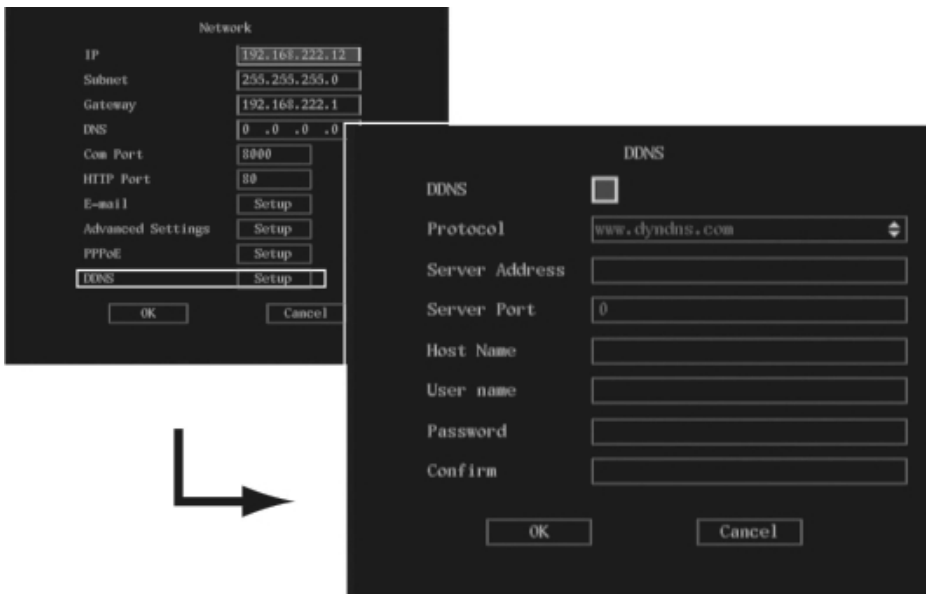 Network
IP 192.168.222.12
Subnet 255.255.255.0
Gateway 192.168.222.1
DNS 0 .0 .0 .0
Com Port 8000
HTTP Port 80
E-mail Setup
Advanced Settings Setup
PPPoE Setup
DDNS Setup
OK Cancel
DDNS
DDNS
Protocol www.dyndns.com
Server Address
Server Port 0
Host Name
User name
Password
Confirm
OK Cancel